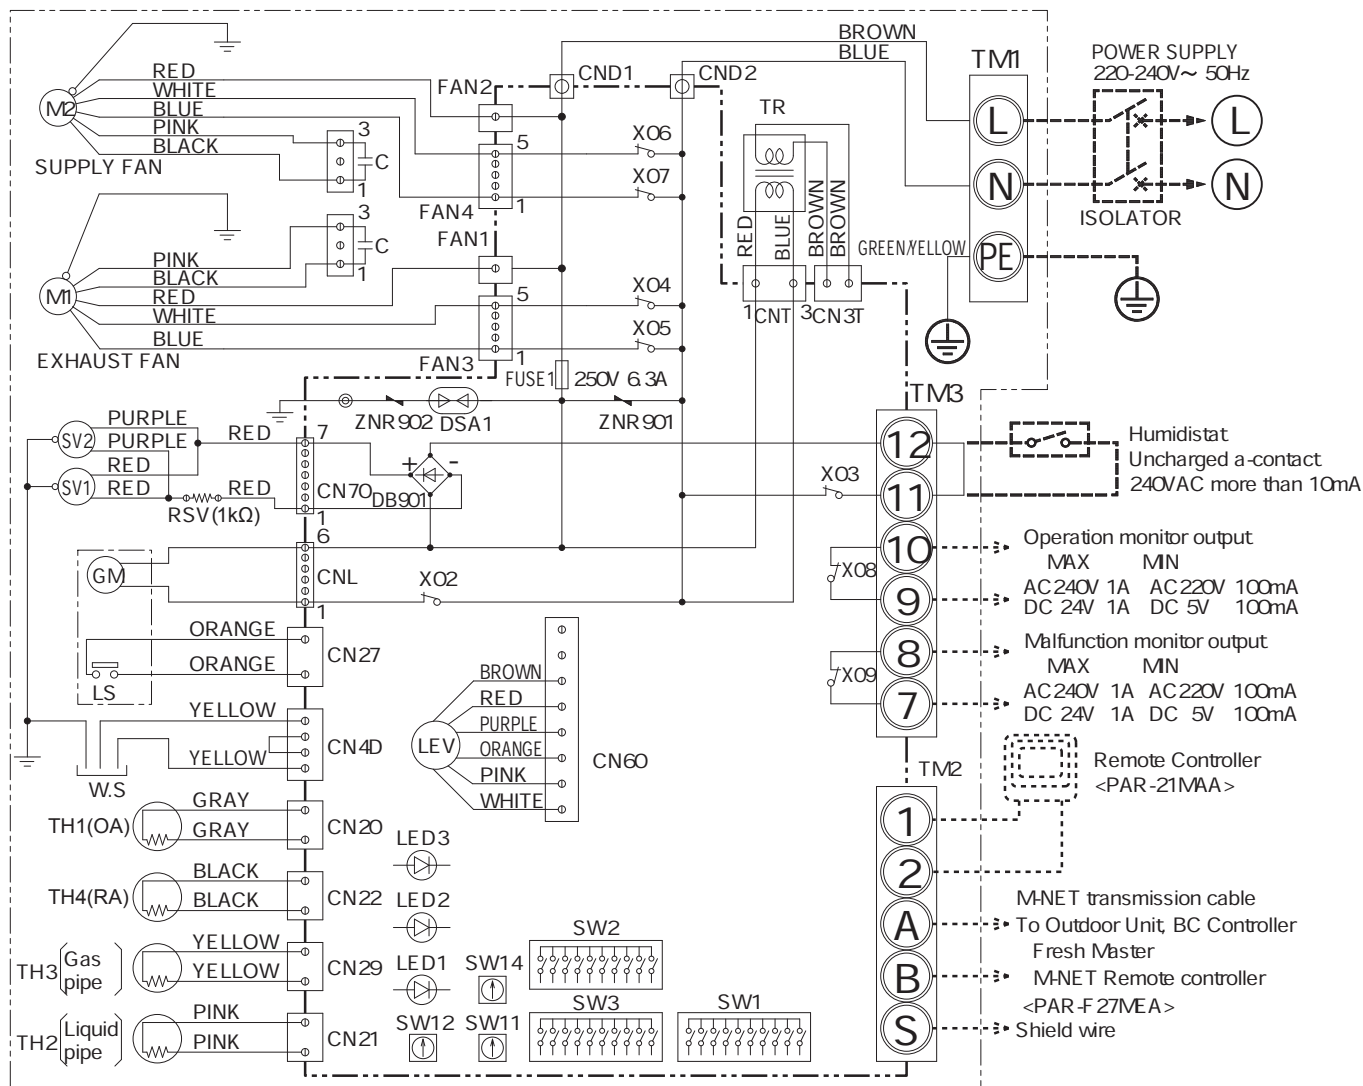 BROWN
BLUE
TM1
POWER SUPPLY
220-240V~ 50Hz
L
N
PE
L
N
ISOLATOR
GREEN/YELLOW
CND1
CND2
TR
RED
BLUE
BROWN
BROWN
1
CNT
3
CN3T
M2
RED
WHITE
BLUE
PINK
BLACK
SUPPLY FAN
3
C
1
FAN2
5
1
FAN4
X06
X07
M1
PINK
BLACK
RED
WHITE
BLUE
EXHAUST FAN
3
C
1
FAN1
5
1
FAN3
X04
X05
FUSE1
250V 6.3A
ZNR902
DSA1
ZNR901
SV2
PURPLE
PURPLE
RED
SV1
RED
RED
RED
RSV(1kΩ)
7
CN70
1
+
-
DB901
GM
LS
6
CNL
1
X02
ORANGE
ORANGE
CN27
YELLOW
YELLOW
CN4D
W.S
TH1(OA)
GRAY
GRAY
CN20
TH4(RA)
BLACK
BLACK
CN22
TH3
Gas
pipe
YELLOW
YELLOW
CN29
TH2
Liquid
pipe
PINK
PINK
CN21
LEV
BROWN
RED
PURPLE
ORANGE
PINK
WHITE
CN60
LED3
LED2
LED1
SW14
SW12
SW11
SW2
SW3
SW1
TM3
12
11
10
9
8
7
X03
X08
X09
Humidistat
Uncharged a-contact
240VAC more than 10mA
Operation monitor output
MAX MIN
AC240V 1A AC220V 100mA
DC 24V 1A DC 5V 100mA
Malfunction monitor output
MAX MIN
AC240V 1A AC220V 100mA
DC 24V 1A DC 5V 100mA
TM2
1
2
A
B
S
Remote Controller
<PAR-21MAA>
M-NET transmission cable
To Outdoor Unit, BC Controller
Fresh Master
M-NET Remote controller
<PAR-F27MEA>
Shield wire